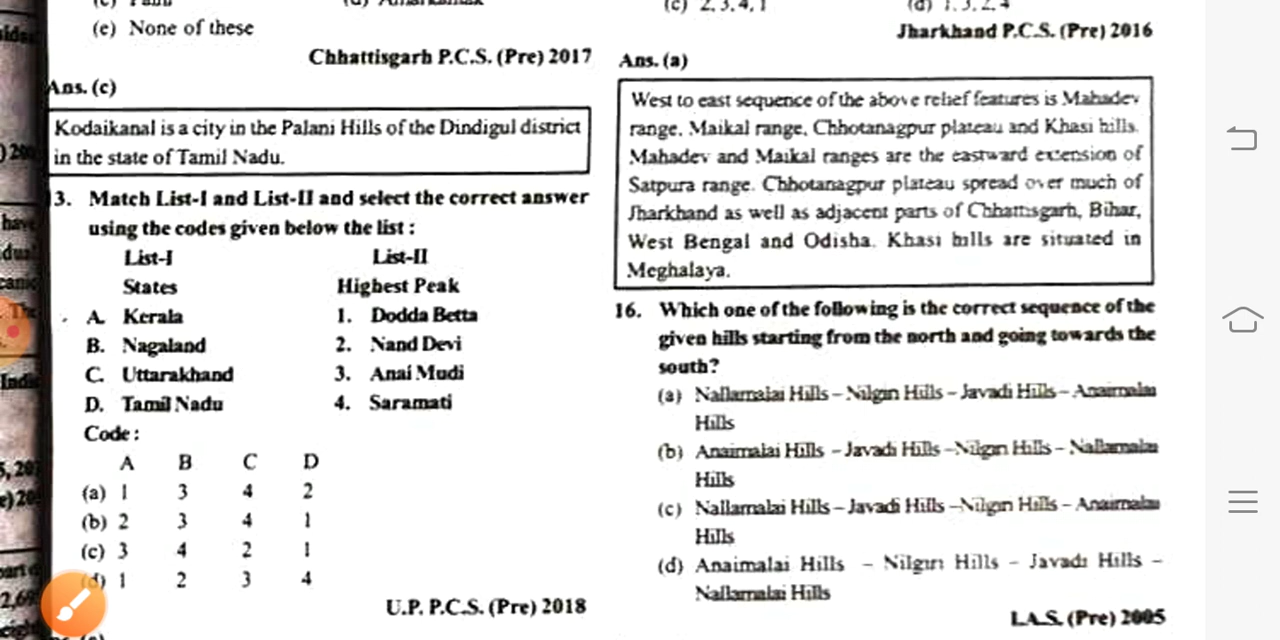 (e) None of these
Chhattisgarh P.C.S. (Pre) 2017
Ans. (c)
Kodaikanal is a city in the Palani Hills of the Dindigul district
in the state of Tamil Nadu.
3. Match List-I and List-II and select the correct answer
using the codes given below the list :
List-I List-II
States Highest Peak
A. Kerala 1. Dodda Betta
B. Nagaland 2. Nand Devi
C. Uttarakhand 3. Anai Mudi
D. Tamil Nadu 4. Saramati
Code :
A B C D
(a) 1 3 4 2
(b) 2 3 4 1
(c) 3 4 2 1
(d) 1 2 3 4
U.P. P.C.S. (Pre) 2018
(c) 2, 3, 4, 1 (d) 1, 3, 2, 4
Jharkhand P.C.S. (Pre) 2016
Ans. (a)
West to east sequence of the above relief features is Mahadev
range, Maikal range, Chhotanagpur plateau and Khasi hills.
Mahadev and Maikal ranges are the eastward extension of
Satpura range. Chhotanagpur plateau spread over much of
Jharkhand as well as adjacent parts of Chhattisgarh, Bihar,
West Bengal and Odisha. Khasi hills are situated in
Meghalaya.
16. Which one of the following is the correct sequence of the
given hills starting from the north and going towards the
south?
(a) Nallamalai Hills – Nilgiri Hills – Javadi Hills – Anaimalai
Hills
(b) Anaimalai Hills – Javadi Hills – Nilgiri Hills – Nallamalai
Hills
(c) Nallamalai Hills – Javadi Hills – Nilgiri Hills – Anaimalai
Hills
(d) Anaimalai Hills – Nilgiri Hills – Javadi Hills –
Nallamalai Hills
I.A.S. (Pre) 2005